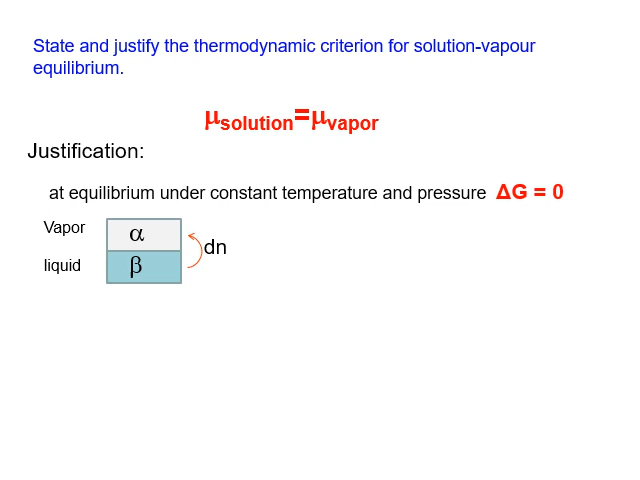 State and justify the thermodynamic criterion for solution-vapour
equilibrium.
μsolution=μvapor
Justification:
at equilibrium under constant temperature and pressure ΔG = 0
Vapor α
dn
liquid β